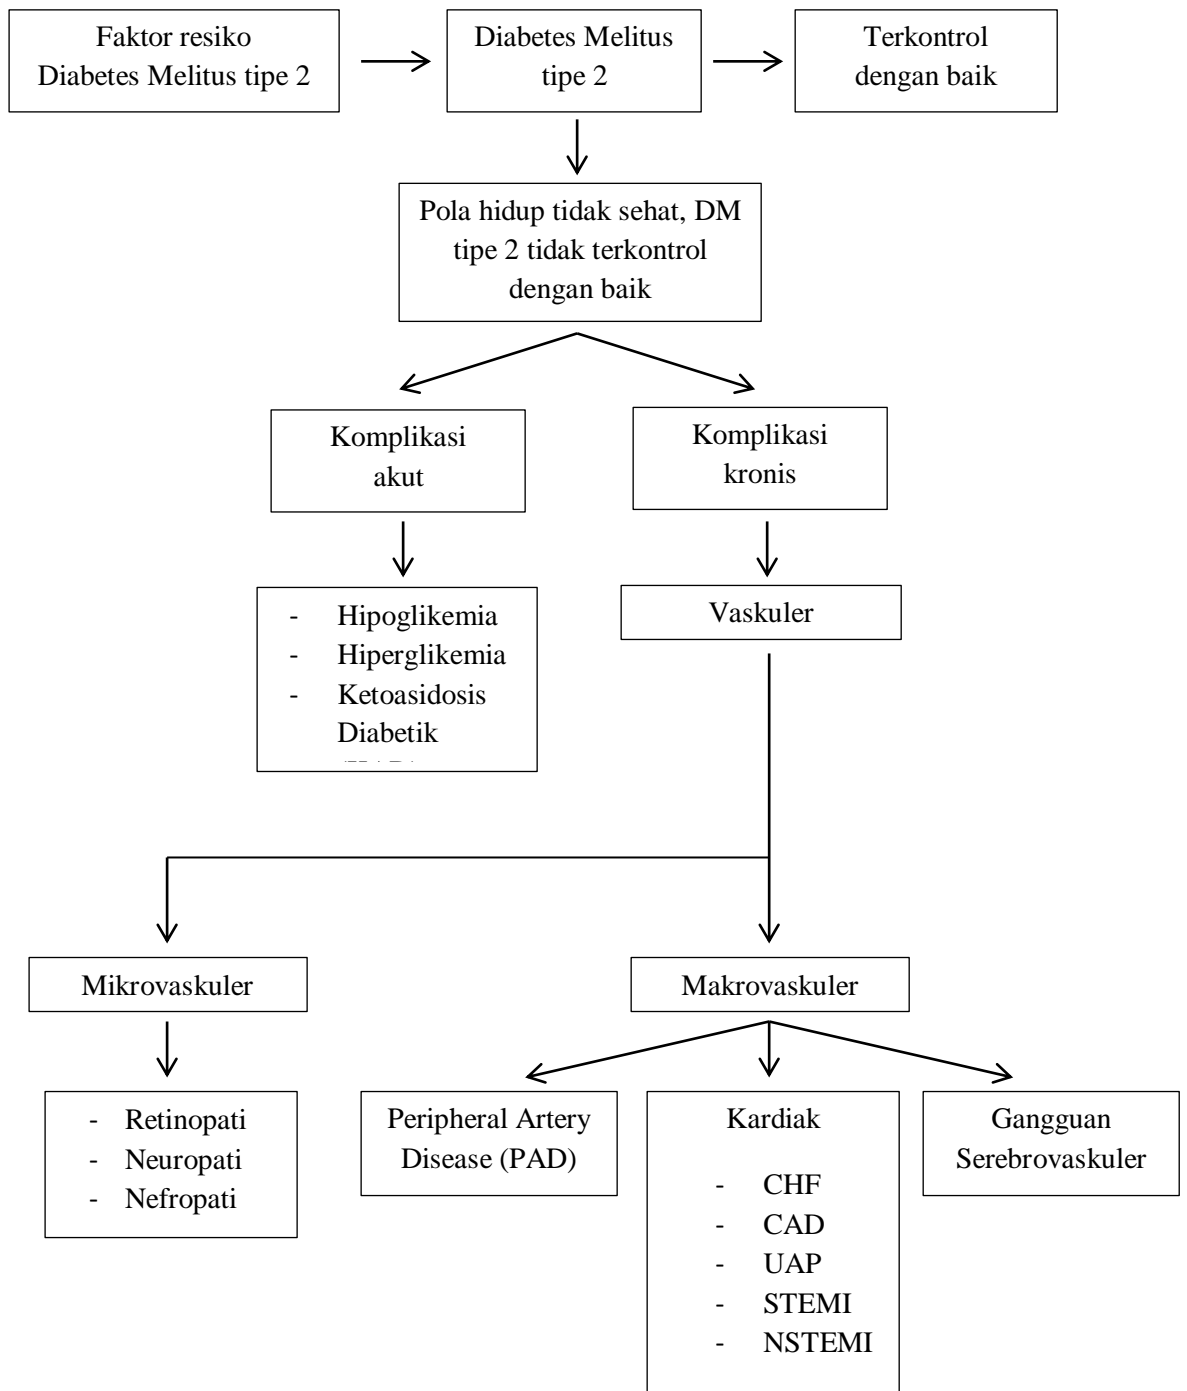 Faktor resiko
Diabetes Melitus tipe 2
Diabetes Melitus
tipe 2
Terkontrol
dengan baik
Pola hidup tidak sehat, DM
tipe 2 tidak terkontrol
dengan baik
Komplikasi
akut
Komplikasi
kronis
- Hipoglikemia
- Hiperglikemia
- Ketoasidosis
Diabetik
Vaskuler
Mikrovaskuler
Makrovaskuler
- Retinopati
- Neuropati
- Nefropati
Peripheral Artery
Disease (PAD)
Kardiak
- CHF
- CAD
- UAP
- STEMI
- NSTEMI
Gangguan
Serebrovaskuler